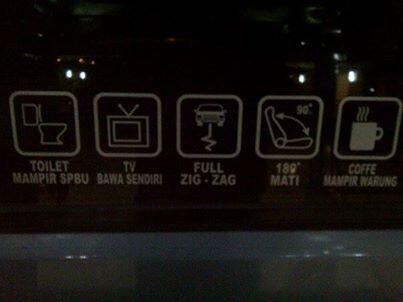 TOILET
MAMPIR SPBU
TV
BAWA SENDIRI
FULL
ZIG - ZAG
90°
180°
MATI
COFFE
MAMPIR WARUNG